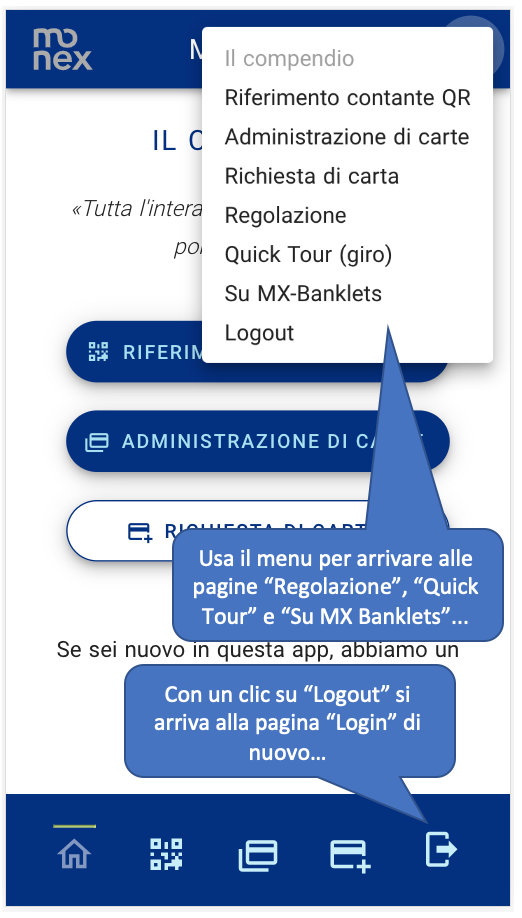 monex
M
Il compendio
Riferimento contante QR
Administrazione di carte
Richiesta di carta
Regolazione
Quick Tour (giro)
Su MX-Banklets
Logout
IL C
«Tutta l'intera
po
RIFERIM
ADMINISTRAZIONE DI CA
RICHIESTA DI CART
Usa il menu per arrivare alle
pagine “Regolazione”, “Quick
Tour” e “Su MX Banklets”...
Se sei nuovo in questa app, abbiamo un
Con un clic su “Logout” si
arriva alla pagina “Login” di
nuovo...